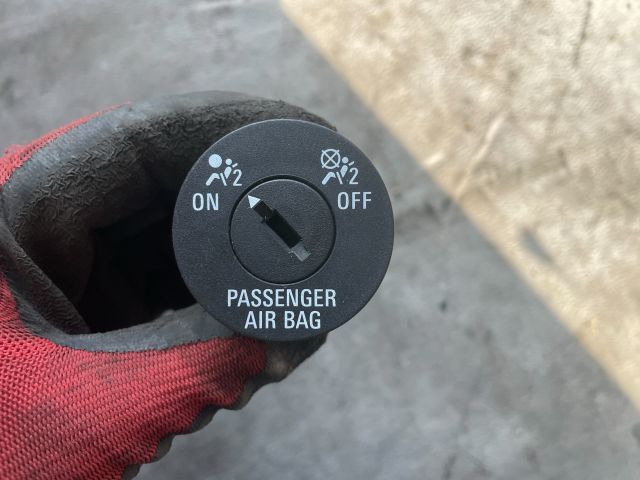 2 2
ON OFF
PASSENGER
AIR BAG